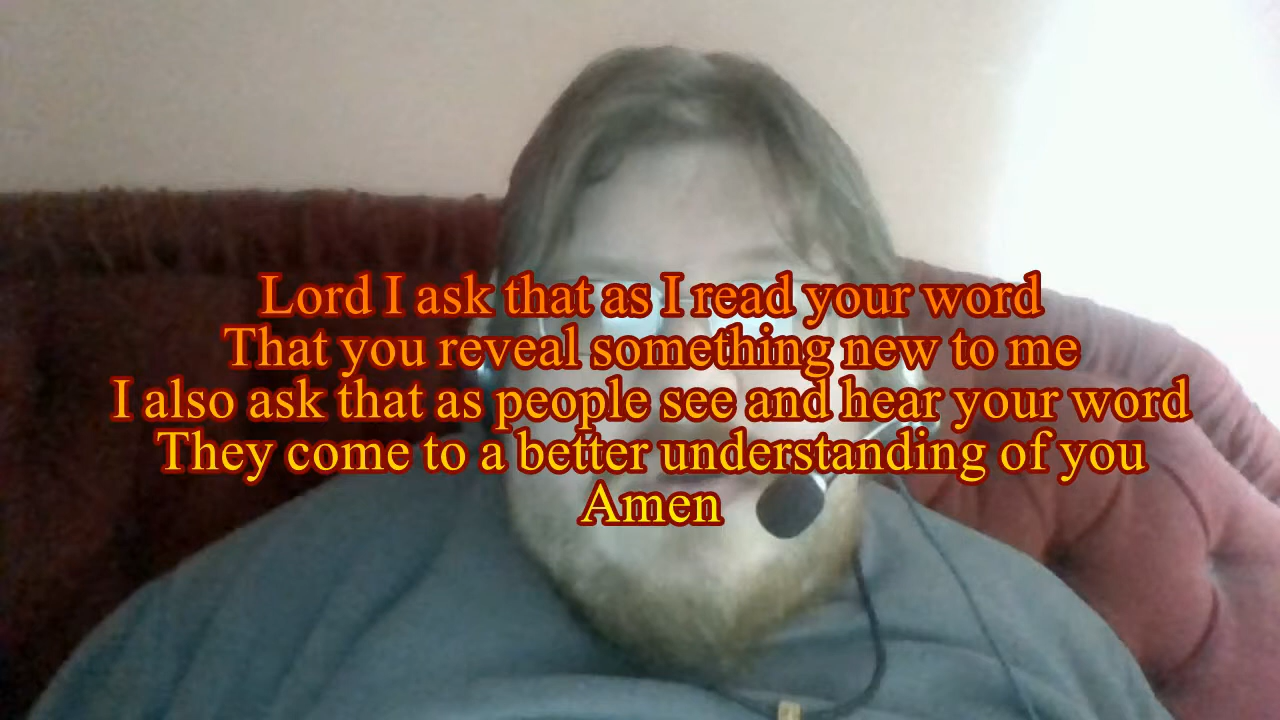 Lord I ask that as I read your word
That you reveal something new to me
I also ask that as people see and hear your word
They come to a better understanding of you
Amen